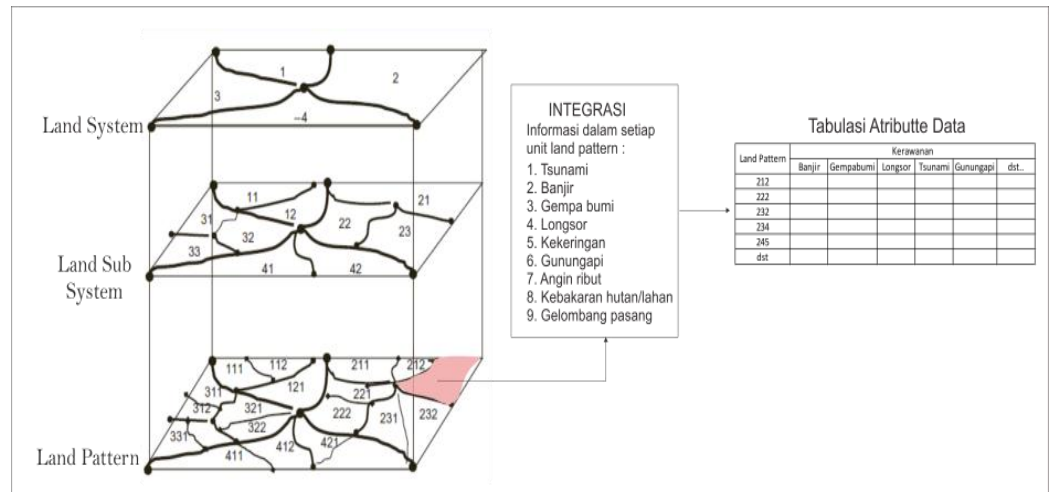 Land System
1
2
3
–4
Land Sub
System
11
12
21
22
23
31
32
33
41
42
Land Pattern
111
112
121
211
212
221
222
231
232
311
312
321
322
331
411
412
421
INTEGRASI
Informasi dalam setiap
unit land pattern :
1. Tsunami
2. Banjir
3. Gempa bumi
4. Longsor
5. Kekeringan
6. Gunungapi
7. Angin ribut
8. Kebakaran hutan/lahan
9. Gelombang pasang
Tabulasi Atributte Data
Land Pattern
Kerawanan
Banjir Gempabumi Longsor Tsunami Gunungapi dst..
212
222
232
234
245
dst